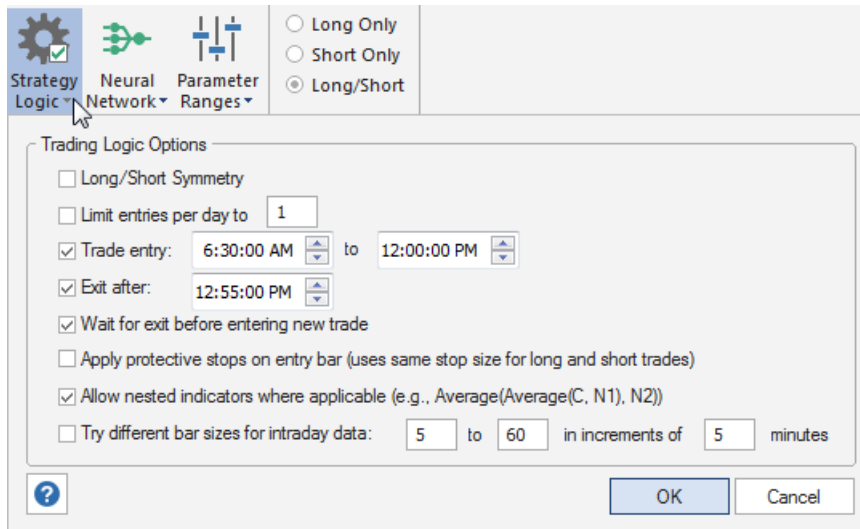 Long Only
Short Only
Long/Short
Strategy Logic
Neural Network
Parameter Ranges
Trading Logic Options
Long/Short Symmetry
Limit entries per day to 1
Trade entry: 6:30:00 AM to 12:00:00 PM
Exit after: 12:55:00 PM
Wait for exit before entering new trade
Apply protective stops on entry bar (uses same stop size for long and short trades)
Allow nested indicators where applicable (e.g., Average(Average(C, N1), N2))
Try different bar sizes for intraday data: 5 to 60 in increments of 5 minutes
?
OK Cancel